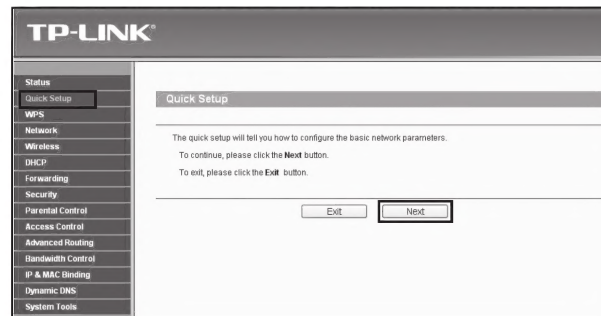 TP-LINK®
Status
Quick Setup
WPS
Network
Wireless
DHCP
Forwarding
Security
Parental Control
Access Control
Advanced Routing
Bandwidth Control
IP & MAC Binding
Dynamic DNS
System Tools
Quick Setup
The quick setup will tell you how to configure the basic network parameters.
To continue, please click the Next button.
To exit, please click the Exit button.
Exit Next